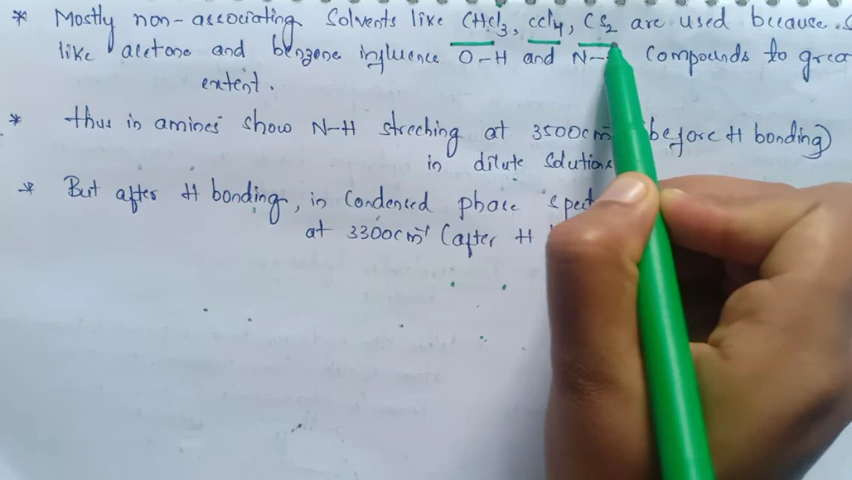 * Mostly non-associating Solvents like CHCl3, CCl4, CS2 are used because
like acetone and benzene influence O-H and N- compounds to grea
extent.
* thus in amines show N-H streching at 3500cm⁻ (before H bonding)
in dilute solutions
* But after H bonding, in Condensed phase spect
at 3300cm⁻¹ (after H